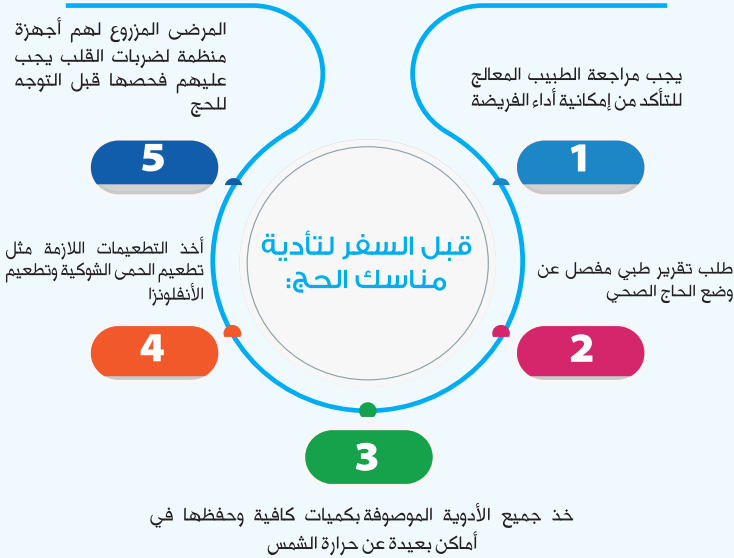 قبل السفر لتأدية
مناسك الحج:
يجب مراجعة الطبيب المعالج
للتأكد من إمكانية أداء الفريضة
1
طلب تقرير طبي مفصل عن
وضع الحاج الصحي
2
3
خذ جميع الأدوية الموصوفة بكميات كافية وحفظها في
أماكن بعيدة عن حرارة الشمس
أخذ التطعيمات اللازمة مثل
تطعيم الحمى الشوكية وتطعيم
الأنفلونزا
4
المرضى المزروع لهم أجهزة
منظمة لضربات القلب يجب
عليهم فحصها قبل التوجه
للحج
5